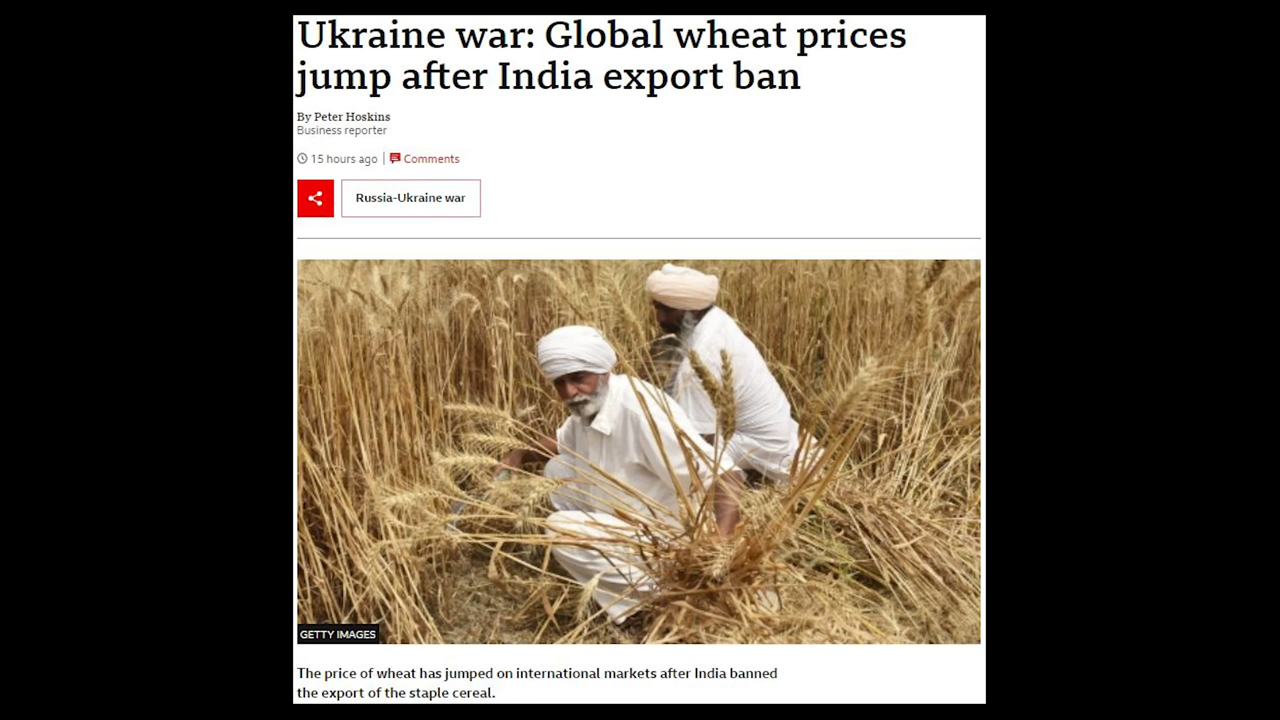 Ukraine war: Global wheat prices
jump after India export ban
By Peter Hoskins
Business reporter
15 hours ago | Comments
Russia-Ukraine war
GETTY IMAGES
The price of wheat has jumped on international markets after India banned
the export of the staple cereal.